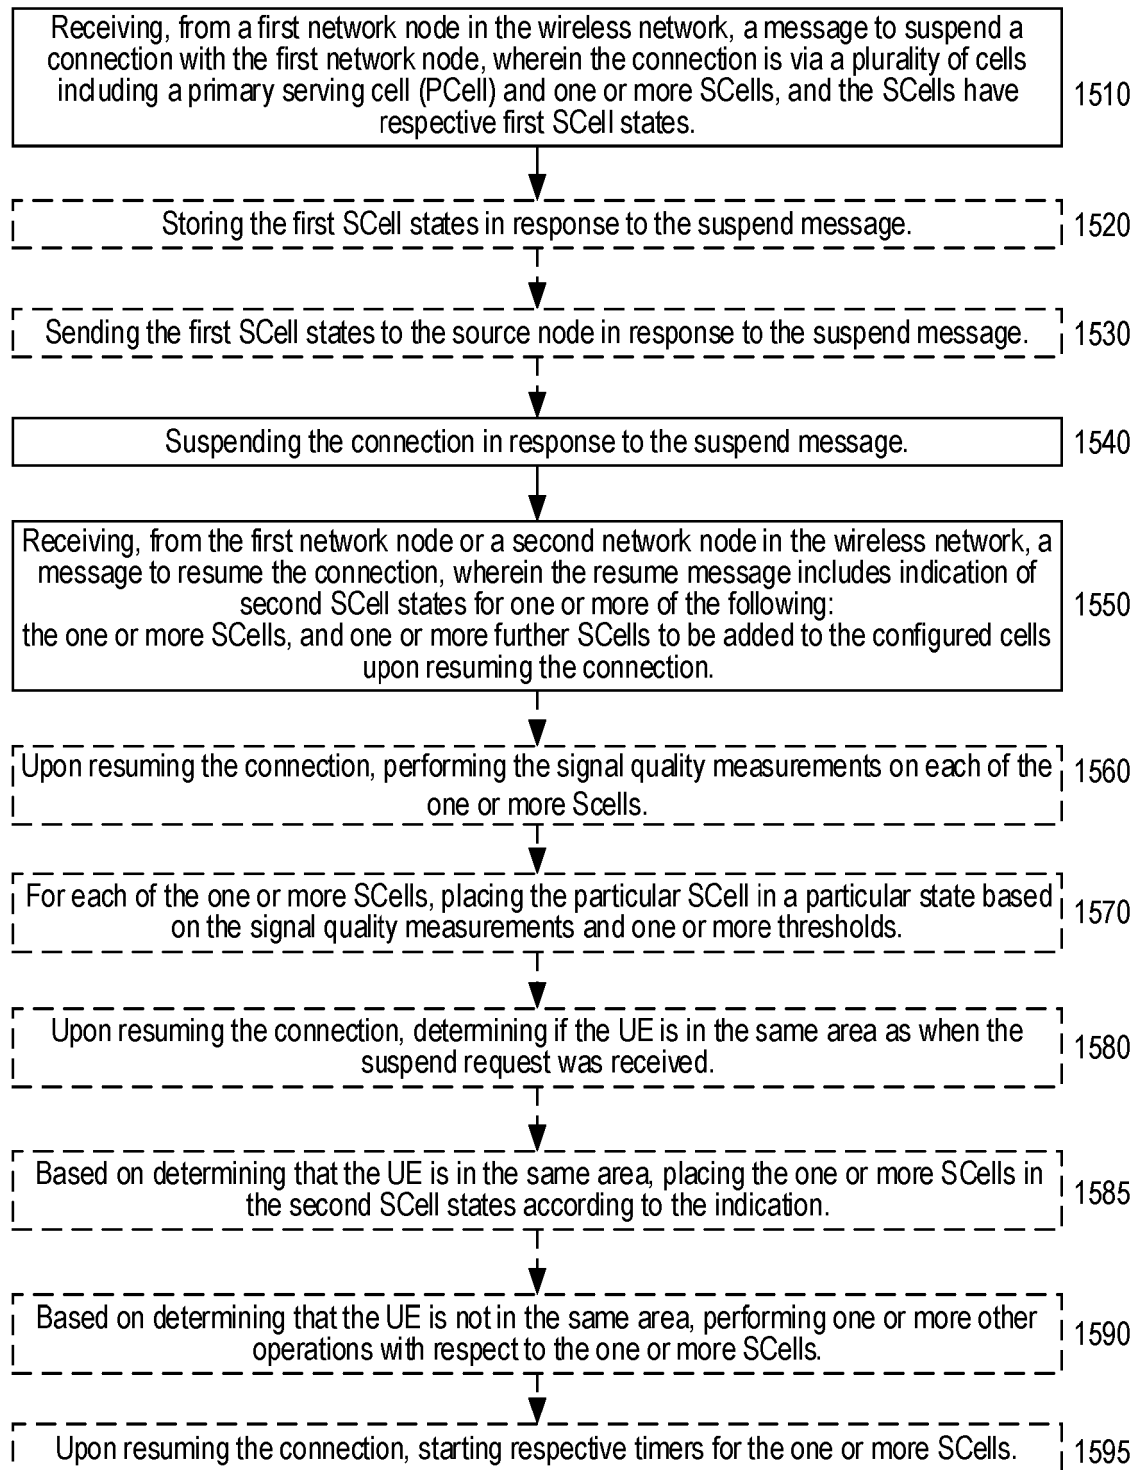 Receiving, from a first network node in the wireless network, a message to suspend a
connection with the first network node, wherein the connection is via a plurality of cells
including a primary serving cell (PCell) and one or more SCells, and the SCells have
respective first SCell states.
1510
Storing the first SCell states in response to the suspend message.
1520
Sending the first SCell states to the source node in response to the suspend message.
1530
Suspending the connection in response to the suspend message.
1540
Receiving, from the first network node or a second network node in the wireless network, a
message to resume the connection, wherein the resume message includes indication of
second SCell states for one or more of the following:
the one or more SCells, and one or more further SCells to be added to the configured cells
upon resuming the connection.
1550
Upon resuming the connection, performing the signal quality measurements on each of the
one or more Scells.
1560
For each of the one or more SCells, placing the particular SCell in a particular state based
on the signal quality measurements and one or more thresholds.
1570
Upon resuming the connection, determining if the UE is in the same area as when the
suspend request was received.
1580
Based on determining that the UE is in the same area, placing the one or more SCells in
the second SCell states according to the indication.
1585
Based on determining that the UE is not in the same area, performing one or more other
operations with respect to the one or more SCells.
1590
Upon resuming the connection, starting respective timers for the one or more SCells.
1595